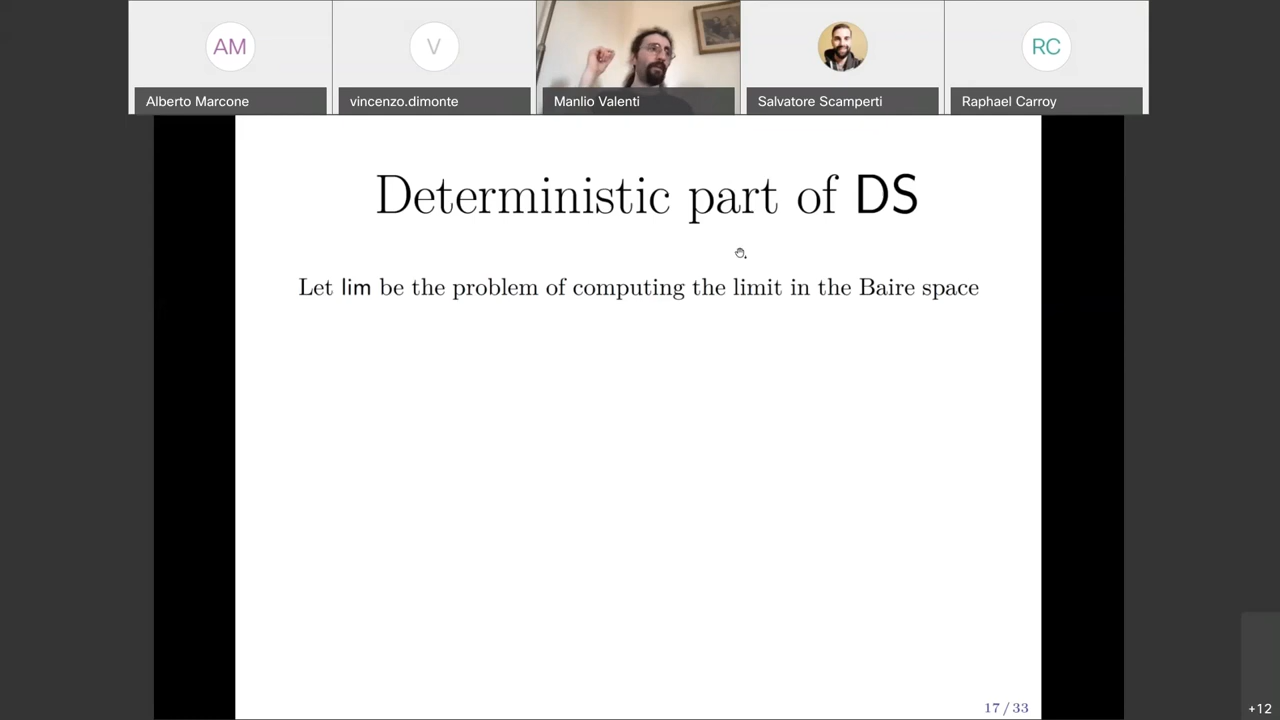 AM
V
RC
Alberto Marcone
vincenzo.dimonte
Manlio Valenti
Salvatore Scamperti
Raphael Carroy
Deterministic part of DS
Let lim be the problem of computing the limit in the Baire space
17 / 33
+12